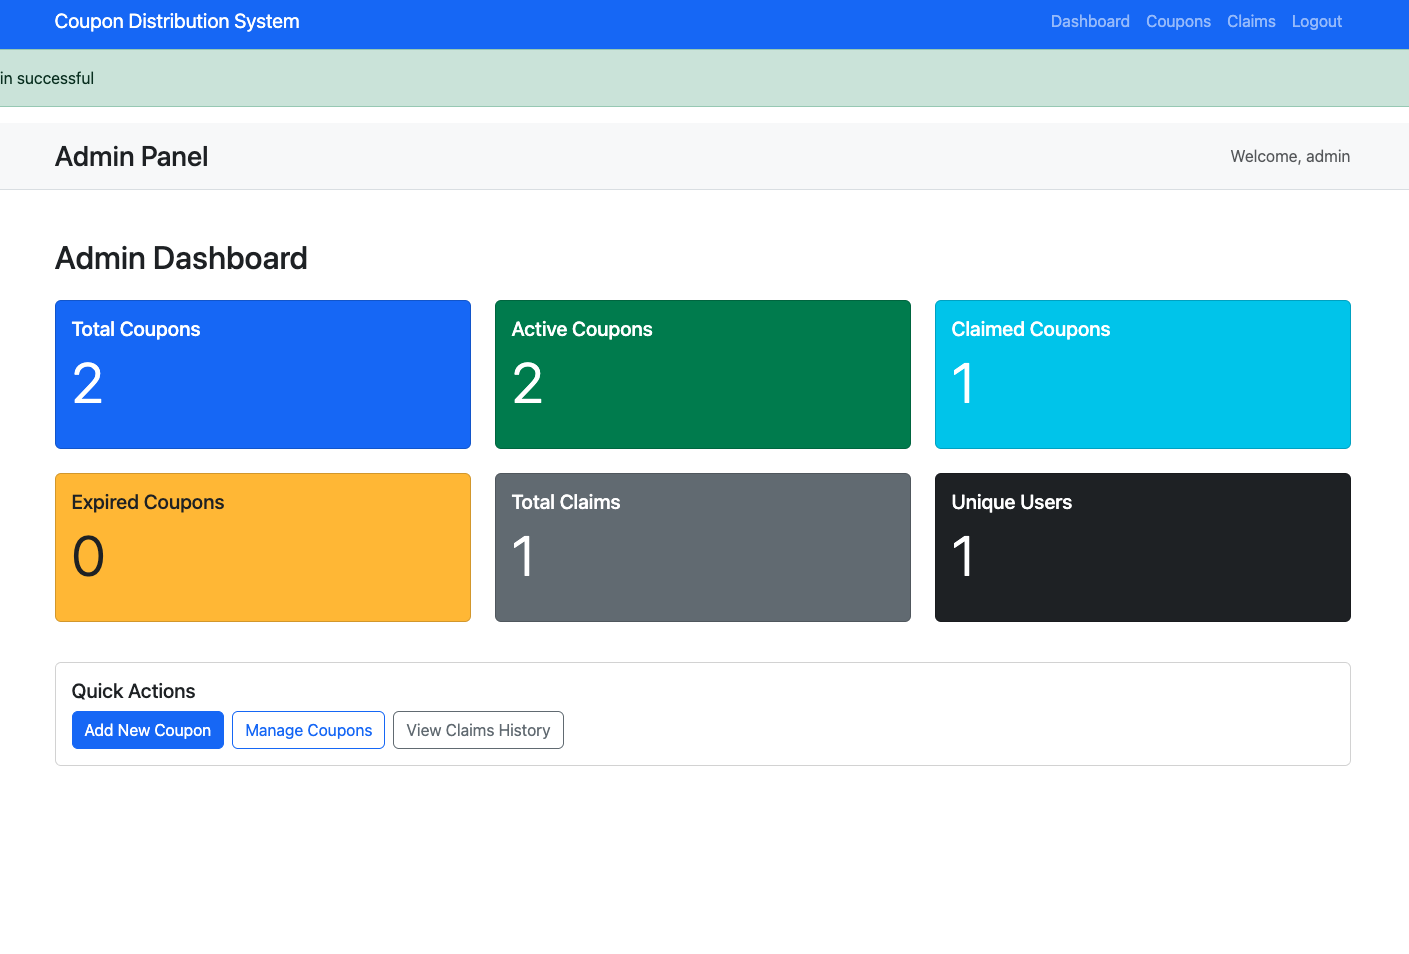 Coupon Distribution System
Dashboard Coupons Claims Logout
in successful
Admin Panel
Welcome, admin
Admin Dashboard
Total Coupons
2
Active Coupons
2
Claimed Coupons
1
Expired Coupons
0
Total Claims
1
Unique Users
1
Quick Actions
Add New Coupon Manage Coupons View Claims History